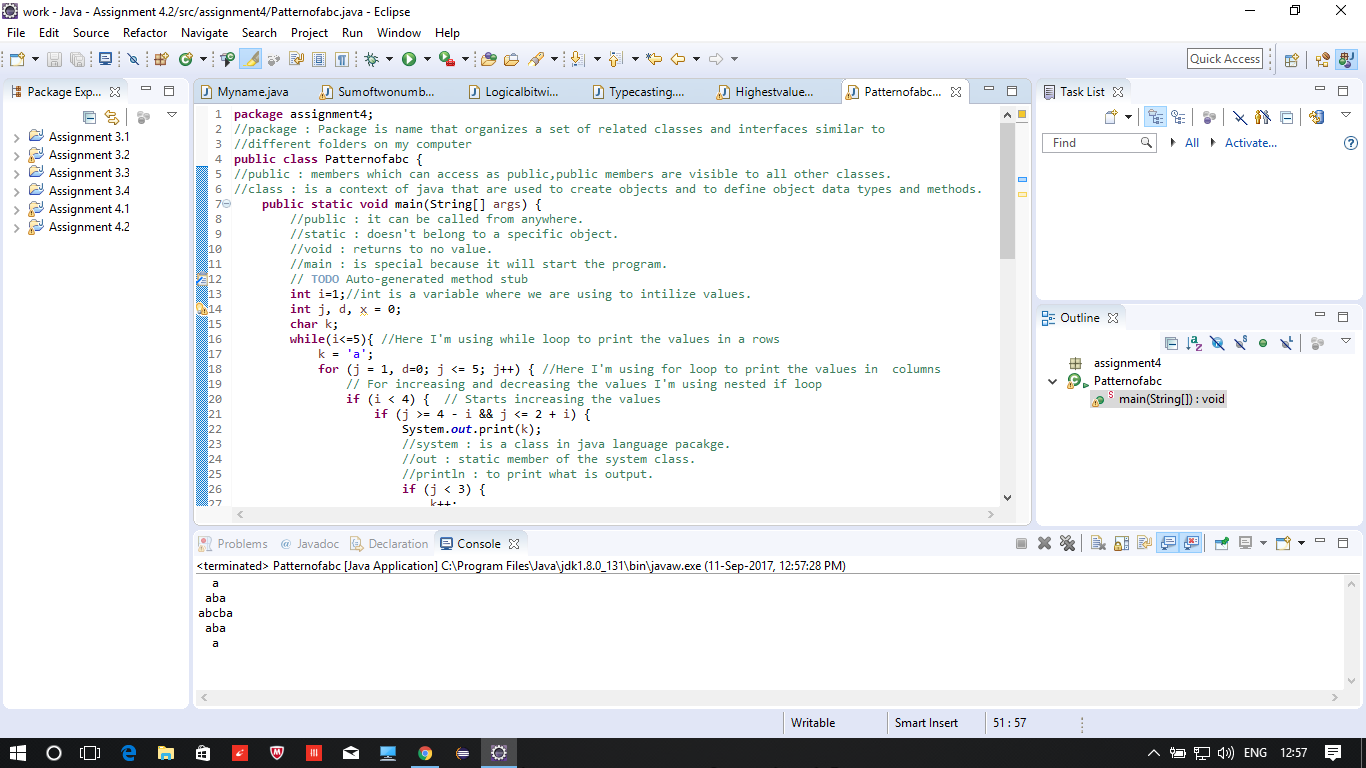 work - Java - Assignment 4.2/src/assignment4/Patternofabc.java - Eclipse
File Edit Source Refactor Navigate Search Project Run Window Help
Quick Access
Package Exp...
Assignment 3.1
Assignment 3.2
Assignment 3.3
Assignment 3.4
Assignment 4.1
Assignment 4.2
Myname.java Sumoftwonumb... Logicalbitwi... Typecasting.... Highestvalue... Patternofabc...
1 package assignment4;
2 //package : Package is name that organizes a set of related classes and interfaces similar to
3 //different folders on my computer
4 public class Patternofabc {
5 //public : members which can access as public,public members are visible to all other classes.
6 //class : is a context of java that are used to create objects and to define object data types and methods.
7 public static void main(String[] args) {
8 //public : it can be called from anywhere.
9 //static : doesn't belong to a specific object.
10 //void : returns to no value.
11 //main : is special because it will start the program.
12 // TODO Auto-generated method stub
13 int i=1;//int is a variable where we are using to intilize values.
14 int j, d, x = 0;
15 char k;
16 while(i<=5){ //Here I'm using while loop to print the values in a rows
17 k = 'a';
18 for (j = 1, d=0; j <= 5; j++) { //Here I'm using for loop to print the values in  columns
19 // For increasing and decreasing the values I'm using nested if loop
20 if (i < 4) {  // Starts increasing the values
21 if (j >= 4 - i && j <= 2 + i) {
22 System.out.print(k);
23 //system : is a class in java language pacakge.
24 //out : static member of the system class.
25 //println : to print what is output.
26 if (j < 3) {
27 k++;
Task List
Find All Activate...
Outline
assignment4
Patternofabc
main(String[]) : void
Problems Javadoc Declaration Console
<terminated> Patternofabc [Java Application] C:\Program Files\Java\jdk1.8.0_131\bin\javaw.exe (11-Sep-2017, 12:57:28 PM)
a
aba
abcba
aba
a
Writable Smart Insert 51 : 57
ENG 12:57